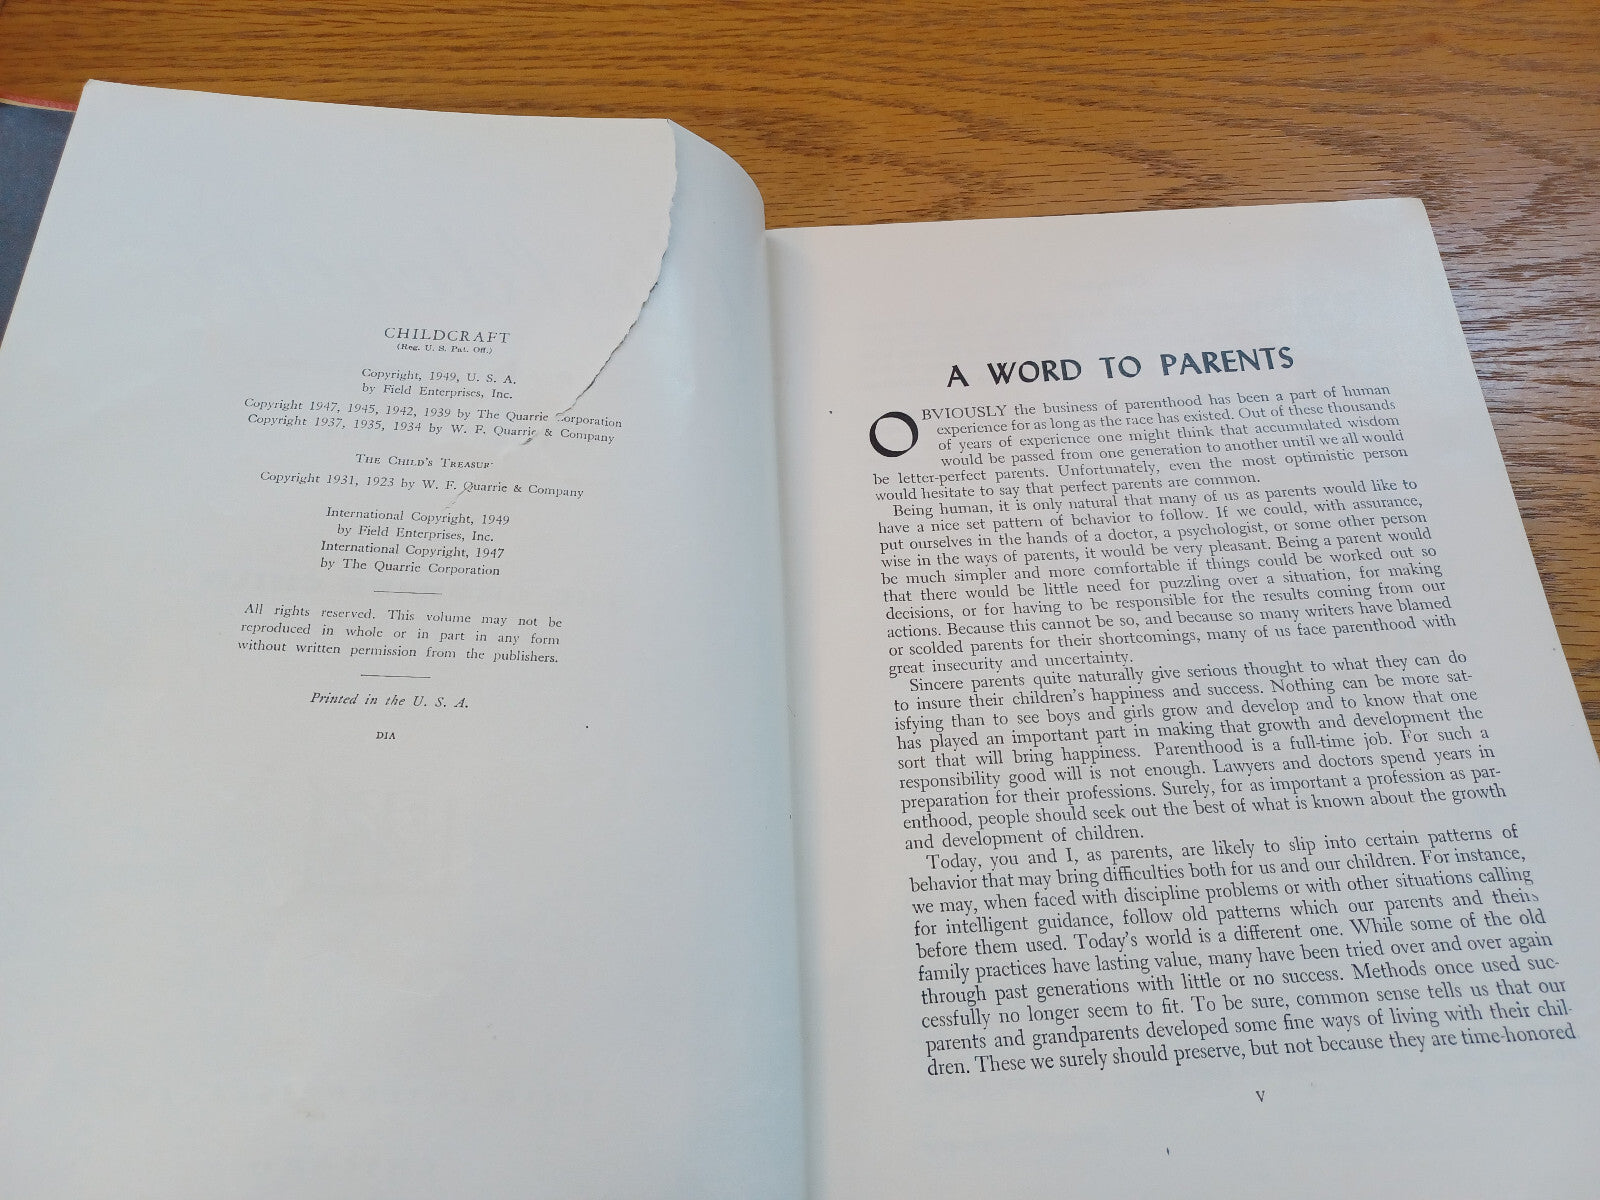 CHILDCRAFT
(Reg. U. S. Pat. Off.)
Copyright, 1949, U. S. A.
by Field Enterprises, Inc.
Copyright 1947, 1945, 1942, 1939 by The Quarrie Corporation
Copyright 1937, 1935, 1934 by W. F. Quarrie & Company
The Child's Treasur
Copyright 1931, 1923 by W. F. Quarrie & Company
International Copyright, 1949
by Field Enterprises, Inc.
International Copyright, 1947
by The Quarrie Corporation
All rights reserved. This volume may not be
reproduced in whole or in part in any form
without written permission from the publishers.
Printed in the U. S. A.
DIA
A WORD TO PARENTS
OBVIOUSLY the business of parenthood has been a part of human
experience for as long as the race has existed. Out of these thousands
of years of experience one might think that accumulated wisdom
would be passed from one generation to another until we all would
be letter-perfect parents. Unfortunately, even the most optimistic person
would hesitate to say that perfect parents are common.
Being human, it is only natural that many of us as parents would like to
have a nice set pattern of behavior to follow. If we could, with assurance,
put ourselves in the hands of a doctor, a psychologist, or some other person
wise in the ways of parents, it would be very pleasant. Being a parent would
be much simpler and more comfortable if things could be worked out so
that there would be little need for puzzling over a situation, for making
decisions, or for having to be responsible for the results coming from our
actions. Because this cannot be so, and because so many writers have blamed
or scolded parents for their shortcomings, many of us face parenthood with
great insecurity and uncertainty.
Sincere parents quite naturally give serious thought to what they can do
to insure their children's happiness and success. Nothing can be more sat-
isfying than to see boys and girls grow and develop and to know that one
has played an important part in making that growth and development the
sort that will bring happiness. Parenthood is a full-time job. For such a
responsibility good will is not enough. Lawyers and doctors spend years in
preparation for their professions. Surely, for as important a profession as par-
enthood, people should seek out the best of what is known about the growth
and development of children.
Today, you and I, as parents, are likely to slip into certain patterns of
behavior that may bring difficulties both for us and our children. For instance,
we may, when faced with discipline problems or with other situations calling
for intelligent guidance, follow old patterns which our parents and theirs
before them used. Today's world is a different one. While some of the old
family practices have lasting value, many have been tried over and over again
through past generations with little or no success. Methods once used suc-
cessfully no longer seem to fit. To be sure, common sense tells us that our
parents and grandparents developed some fine ways of living with their chil-
dren. These we surely should preserve, but not because they are time-honored
V